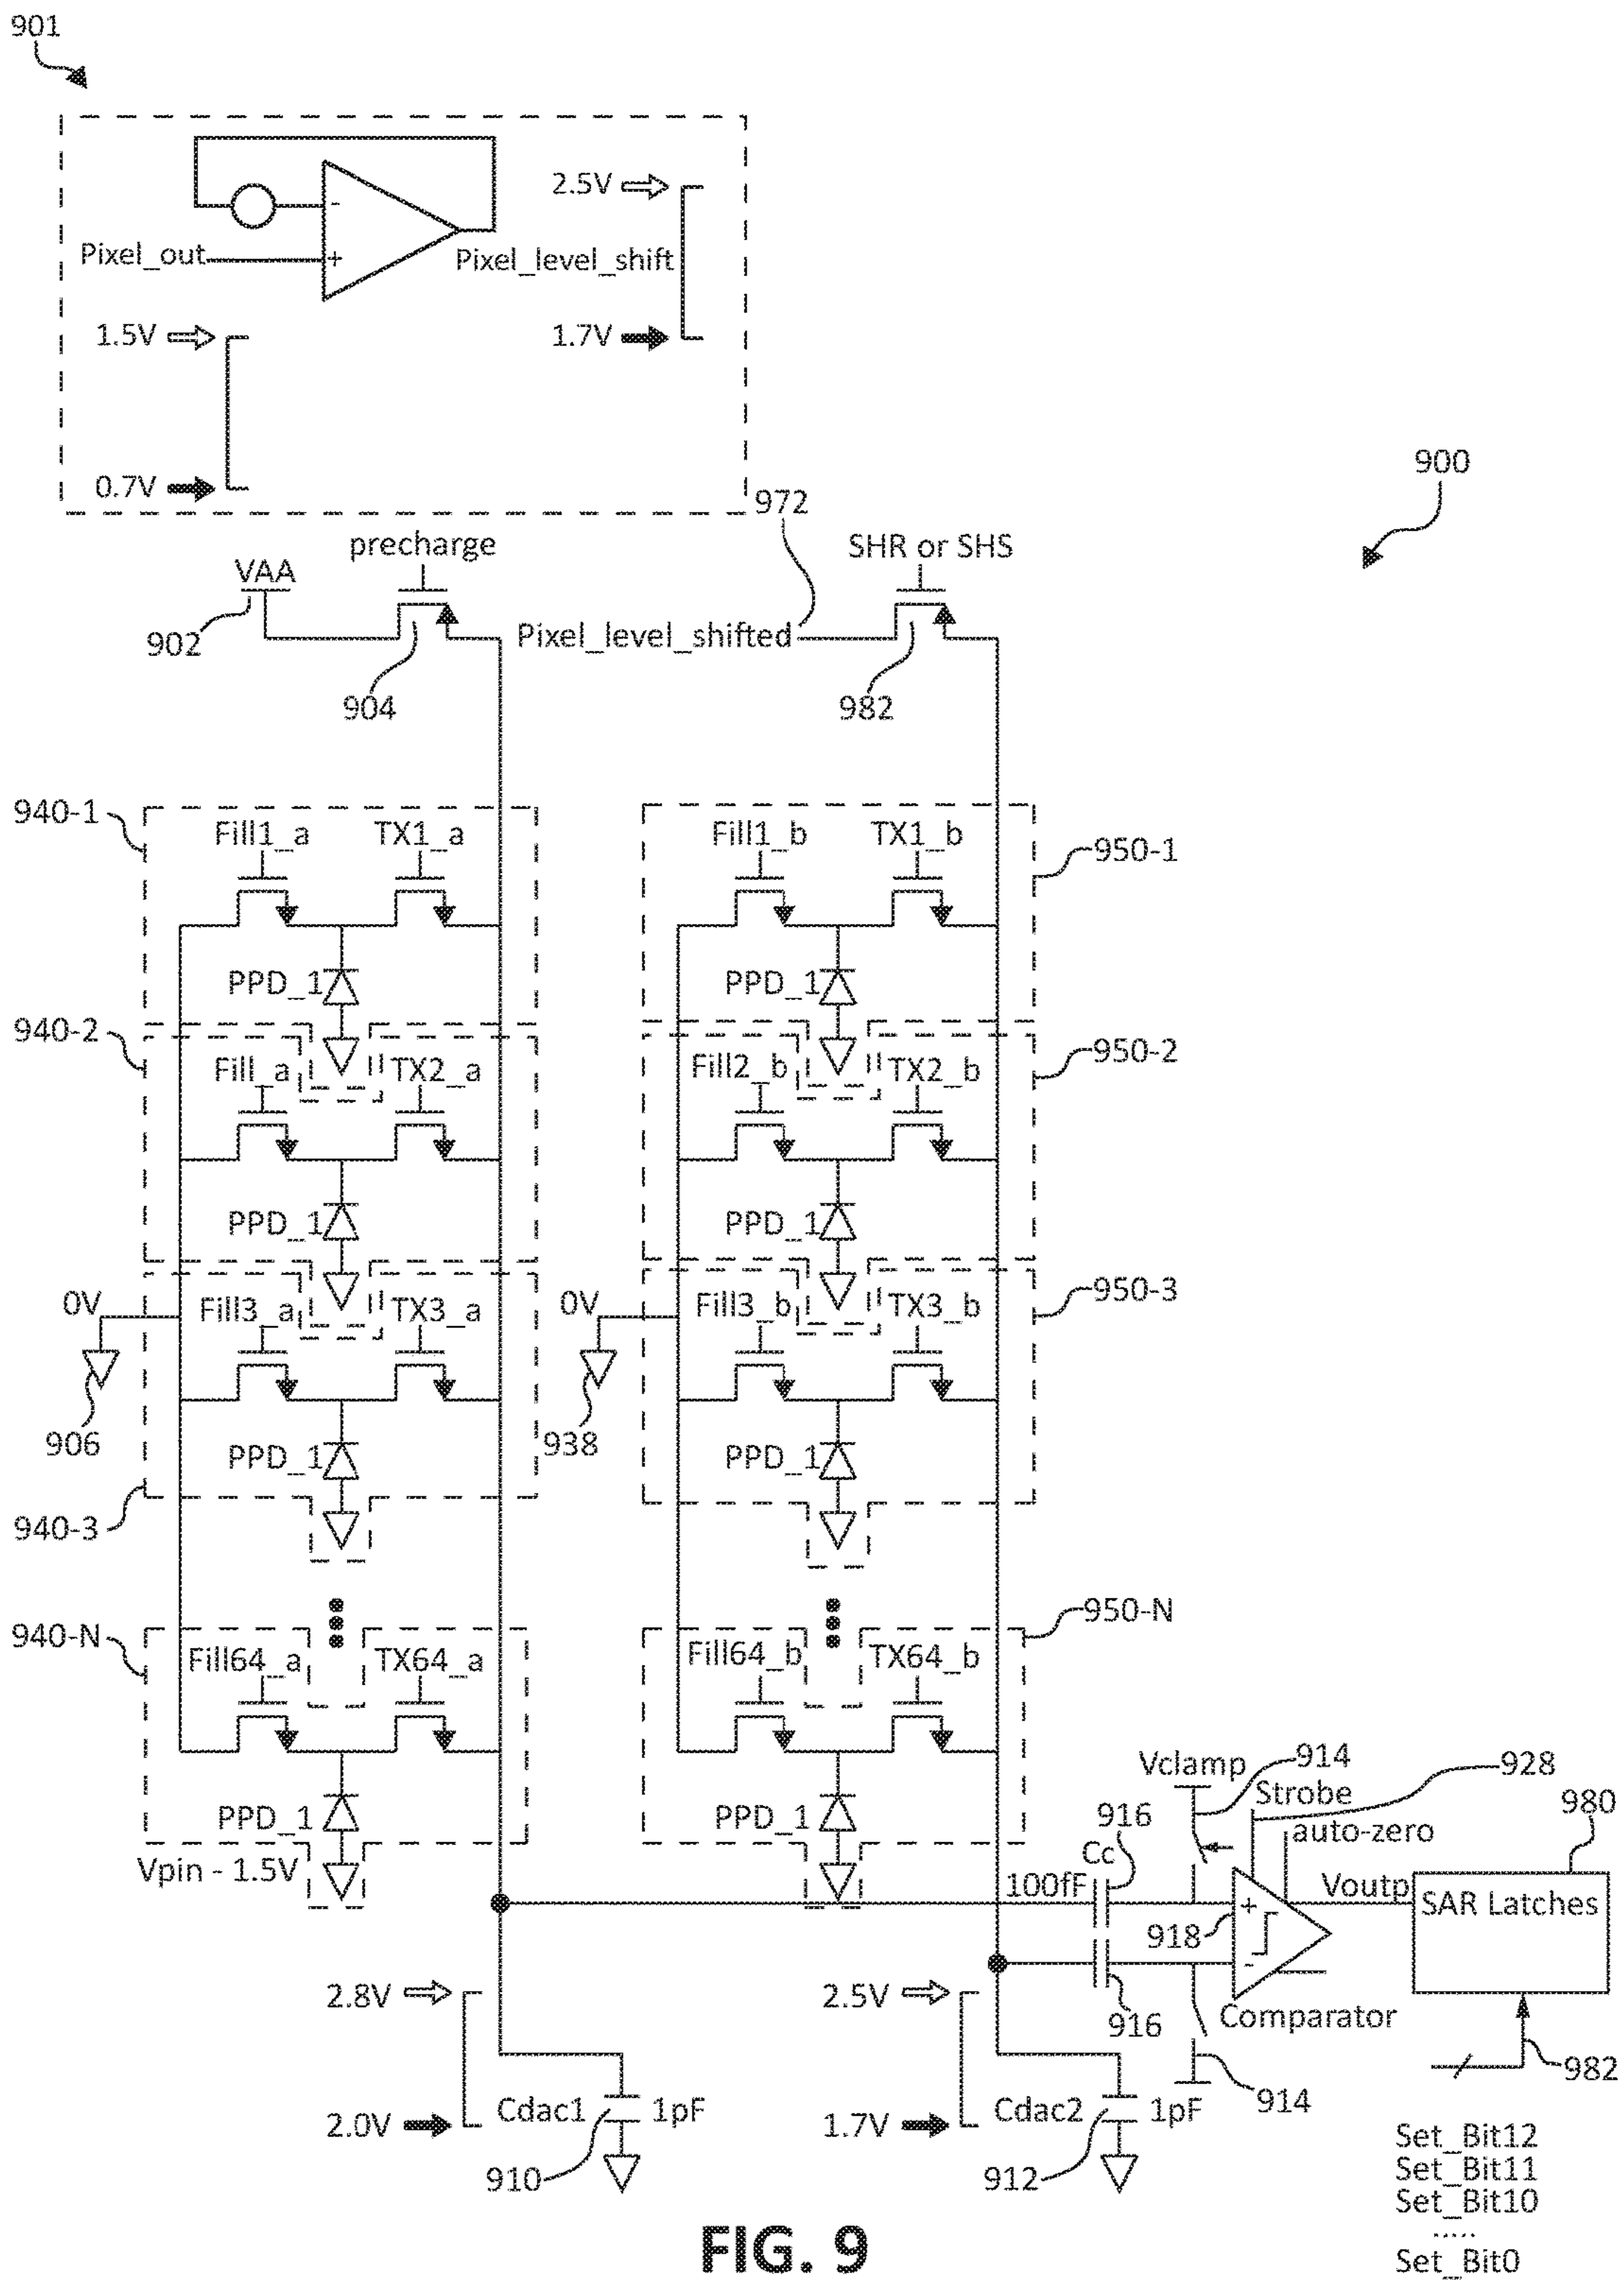 901
2.5V
-
Pixel_out
+
Pixel_level_shift
1.5V
1.7V
0.7V
972
900
precharge
SHR or SHS
VAA
902
Pixel_level_shifted
904
982
940-1
Fill1_a
TX1_a
Fill1_b
TX1_b
950-1
PPD_1
PPD_1
940-2
Fill_a
TX2_a
Fill2_b
TX2_b
950-2
PPD_1
PPD_1
0V
Fill3_a
TX3_a
0V
Fill3_b
TX3_b
950-3
906
PPD_1
938
PPD_1
940-3
940-N
Fill64_a
TX64_a
Fill64_b
TX64_b
950-N
Vclamp
914
Strobe
928
980
PPD_1
PPD_1
916
auto-zero
Vpin - 1.5V
Cc
100fF
918
+
-
Voutp
SAR Latches
2.8V
2.5V
916
Comparator
914
982
2.0V
Cdac1
1pF
1.7V
Cdac2
1pF
910
912
Set_Bit12
Set_Bit11
Set_Bit10
.....
Set_Bit0
FIG. 9